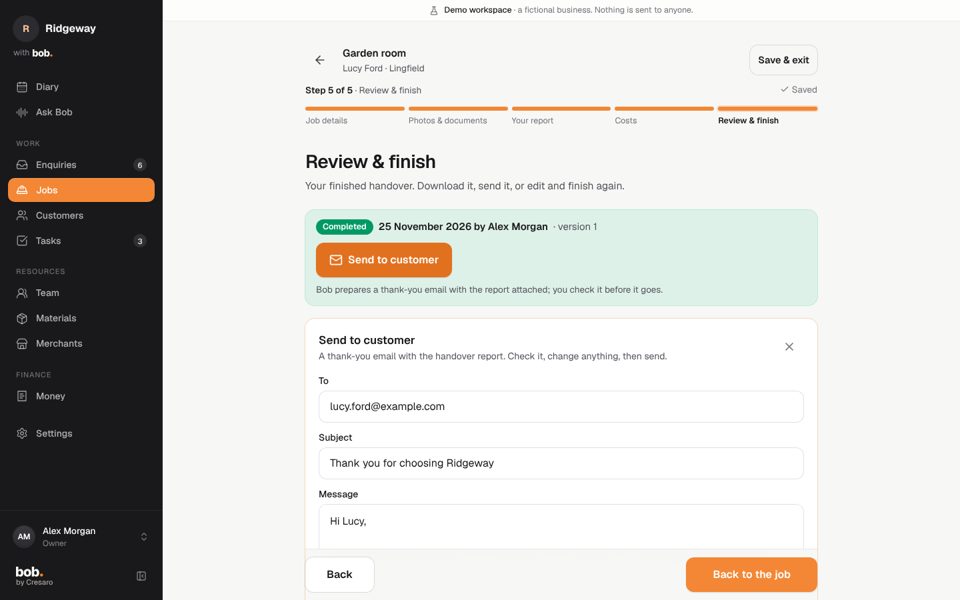 Demo workspace · a fictional business. Nothing is sent to anyone.
R Ridgeway
with bob.
Diary
Ask Bob
WORK
Enquiries 6
Jobs
Customers
Tasks 3
RESOURCES
Team
Materials
Merchants
FINANCE
Money
Settings
AM Alex Morgan
Owner
bob.
by Cresaro
Garden room
Lucy Ford · Lingfield
Save & exit
Step 5 of 5 · Review & finish
Saved
Job details
Photos & documents
Your report
Costs
Review & finish
Review & finish
Your finished handover. Download it, send it, or edit and finish again.
Completed 25 November 2026 by Alex Morgan · version 1
Send to customer
Bob prepares a thank-you email with the report attached; you check it before it goes.
Send to customer
A thank-you email with the handover report. Check it, change anything, then send.
To
lucy.ford@example.com
Subject
Thank you for choosing Ridgeway
Message
Hi Lucy,
Back
Back to the job